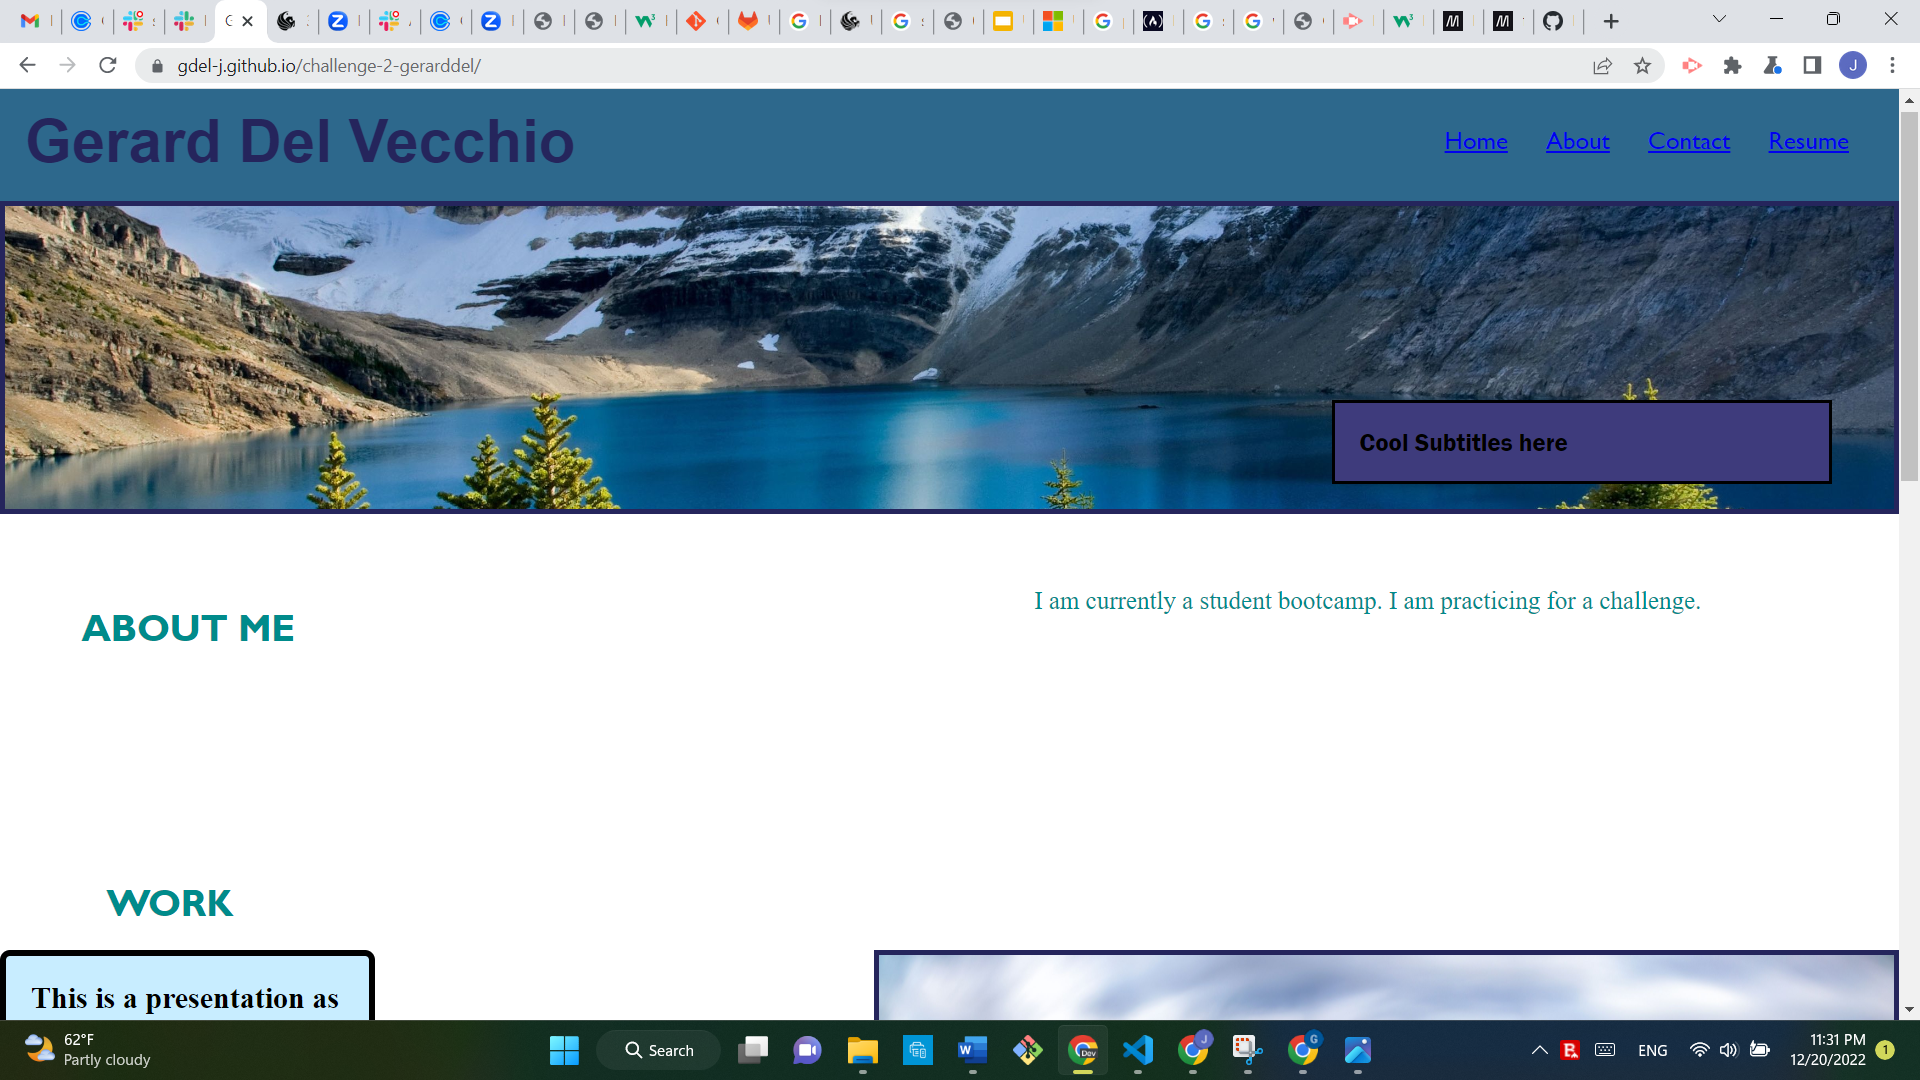 gdel-j.github.io/challenge-2-gerarddel/
J
Gerard Del Vecchio
Home About Contact Resume
Cool Subtitles here
I am currently a student bootcamp. I am practicing for a challenge.
ABOUT ME
WORK
This is a presentation as
62°F
Partly cloudy
Search
ENG
11:31 PM
12/20/2022
1